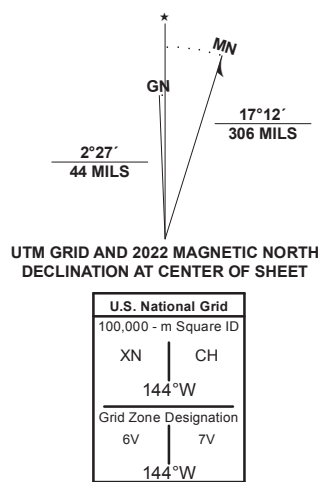 ★
MN
GN
17°12´
306 MILS
2°27´
44 MILS
UTM GRID AND 2022 MAGNETIC NORTH
DECLINATION AT CENTER OF SHEET
U.S. National Grid
100,000 - m Square ID
XN CH
144°W
Grid Zone Designation
6V 7V
144°W